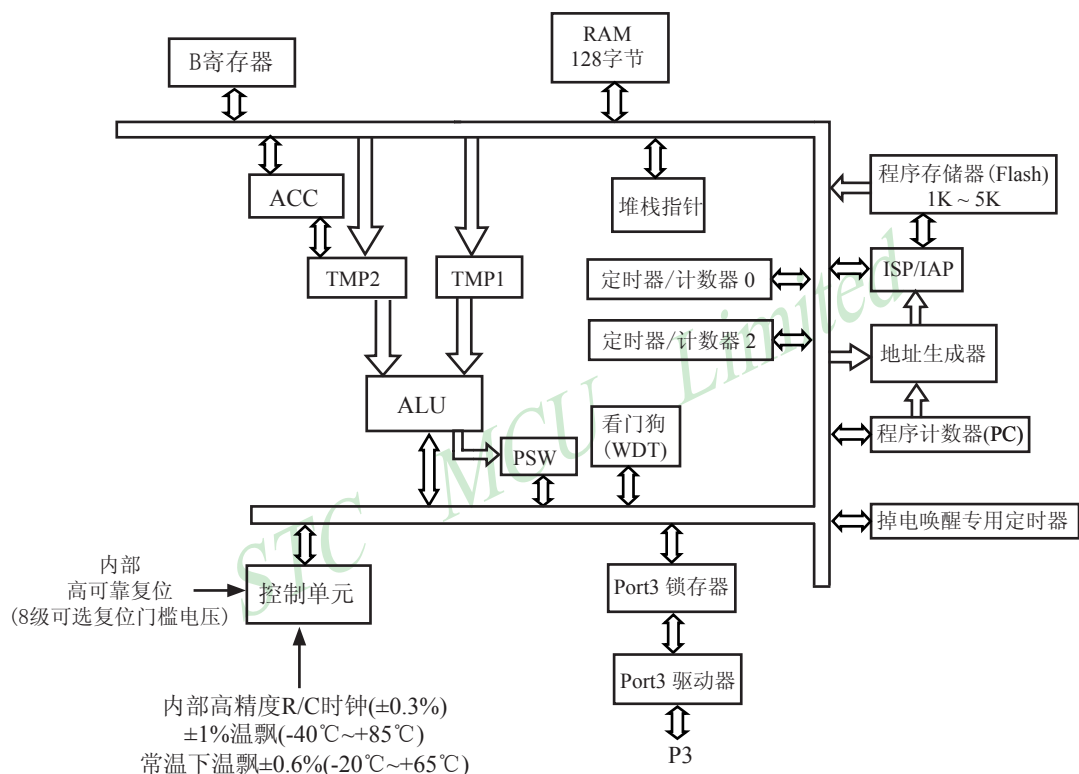 B寄存器
RAM
128字节
ACC
堆栈指针
程序存储器(Flash)
1K ~ 5K
TMP2
TMP1
定时器/计数器 0
ISP/IAP
定时器/计数器 2
地址生成器
ALU
看门狗
(WDT)
程序计数器(PC)
PSW
掉电唤醒专用定时器
内部
高可靠复位
(8级可选复位门槛电压)
控制单元
Port3 锁存器
Port3 驱动器
P3
内部高精度R/C时钟(±0.3%)
±1%温飘(-40℃~+85℃)
常温下温飘±0.6%(-20℃~+65℃)
STC MCU Limited